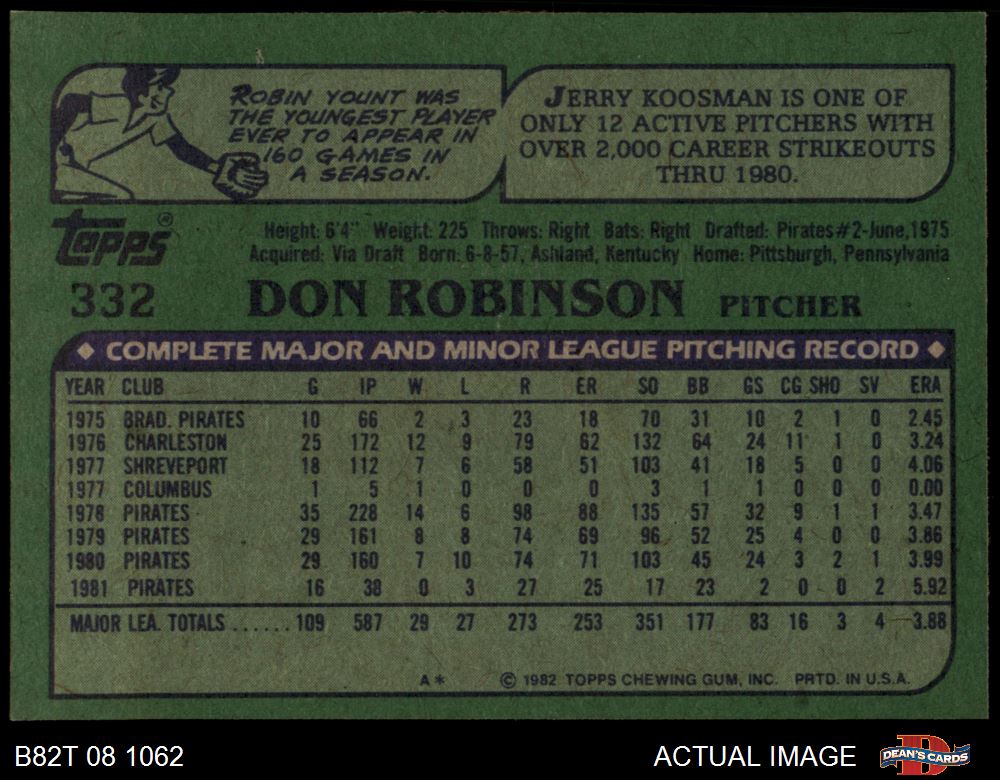 ROBIN YOUNT WAS
THE YOUNGEST PLAYER
EVER TO APPEAR IN
160 GAMES IN
A SEASON.
JERRY KOOSMAN IS ONE OF
ONLY 12 ACTIVE PITCHERS WITH
OVER 2,000 CAREER STRIKEOUTS
THRU 1980.
Topps®
Height: 6'4" Weight: 225 Throws: Right Bats: Right Drafted: Pirates#2-June,1975
Acquired: Via Draft Born: 6-8-57, Ashland, Kentucky Home: Pittsburgh, Pennsylvania
332 DON ROBINSON PITCHER
◆ COMPLETE MAJOR AND MINOR LEAGUE PITCHING RECORD ◆
YEAR CLUB G IP W L R ER SO BB GS CG SHO SV ERA
1975 BRAD. PIRATES 10 66 2 3 23 18 70 31 10 2 1 0 2.45
1976 CHARLESTON 25 172 12 9 79 62 132 64 24 11 1 0 3.24
1977 SHREVEPORT 18 112 7 6 58 51 103 41 18 5 0 0 4.06
1977 COLUMBUS 1 5 1 0 0 0 3 1 1 0 0 0 0.00
1978 PIRATES 35 228 14 6 98 88 135 57 32 9 1 1 3.47
1979 PIRATES 29 161 8 8 74 69 96 52 25 4 0 0 3.86
1980 PIRATES 29 160 7 10 74 71 103 45 24 3 2 1 3.99
1981 PIRATES 16 38 0 3 27 25 17 23 2 0 0 2 5.92
MAJOR LEA. TOTALS ...... 109 587 29 27 273 253 351 177 83 16 3 4 3.88
A* © 1982 TOPPS CHEWING GUM, INC. PRTD. IN U.S.A.
B82T 08 1062 ACTUAL IMAGE DEAN'S CARDS